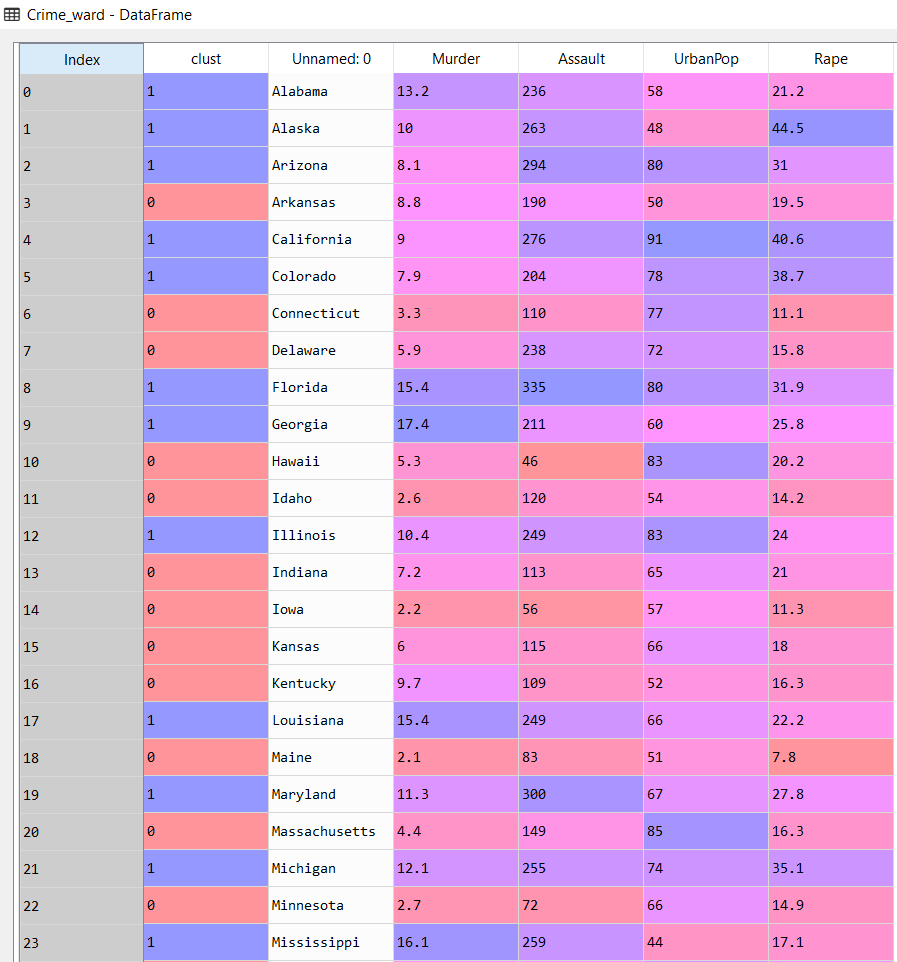 Crime_ward - DataFrame
Index clust Unnamed: 0 Murder Assault UrbanPop Rape
0 1 Alabama 13.2 236 58 21.2
1 1 Alaska 10 263 48 44.5
2 1 Arizona 8.1 294 80 31
3 0 Arkansas 8.8 190 50 19.5
4 1 California 9 276 91 40.6
5 1 Colorado 7.9 204 78 38.7
6 0 Connecticut 3.3 110 77 11.1
7 0 Delaware 5.9 238 72 15.8
8 1 Florida 15.4 335 80 31.9
9 1 Georgia 17.4 211 60 25.8
10 0 Hawaii 5.3 46 83 20.2
11 0 Idaho 2.6 120 54 14.2
12 1 Illinois 10.4 249 83 24
13 0 Indiana 7.2 113 65 21
14 0 Iowa 2.2 56 57 11.3
15 0 Kansas 6 115 66 18
16 0 Kentucky 9.7 109 52 16.3
17 1 Louisiana 15.4 249 66 22.2
18 0 Maine 2.1 83 51 7.8
19 1 Maryland 11.3 300 67 27.8
20 0 Massachusetts 4.4 149 85 16.3
21 1 Michigan 12.1 255 74 35.1
22 0 Minnesota 2.7 72 66 14.9
23 1 Mississippi 16.1 259 44 17.1